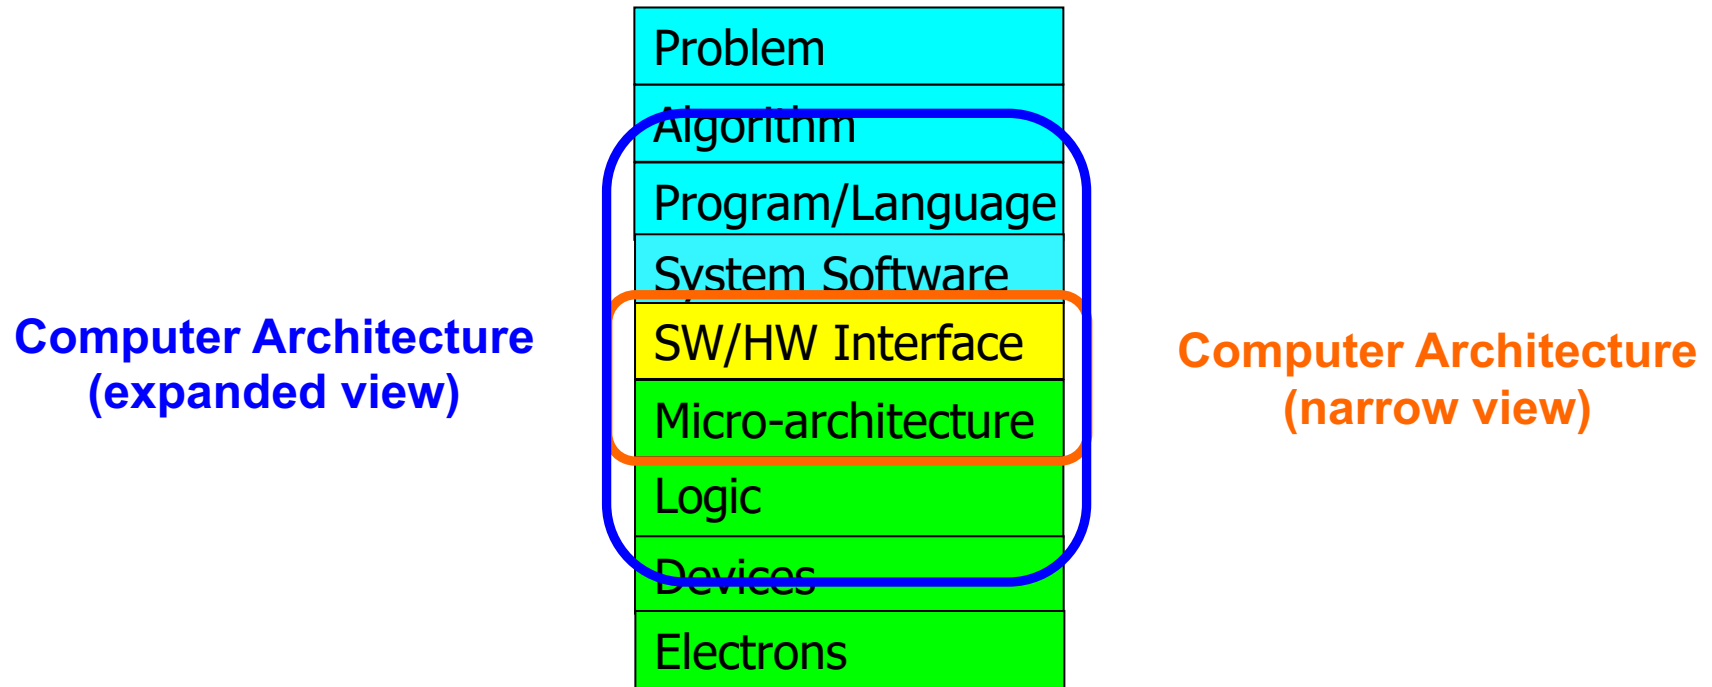 Problem
Algorithm
Program/Language
System Software
SW/HW Interface
Micro-architecture
Logic
Devices
Electrons
Computer Architecture
(expanded view)
Computer Architecture
(narrow view)